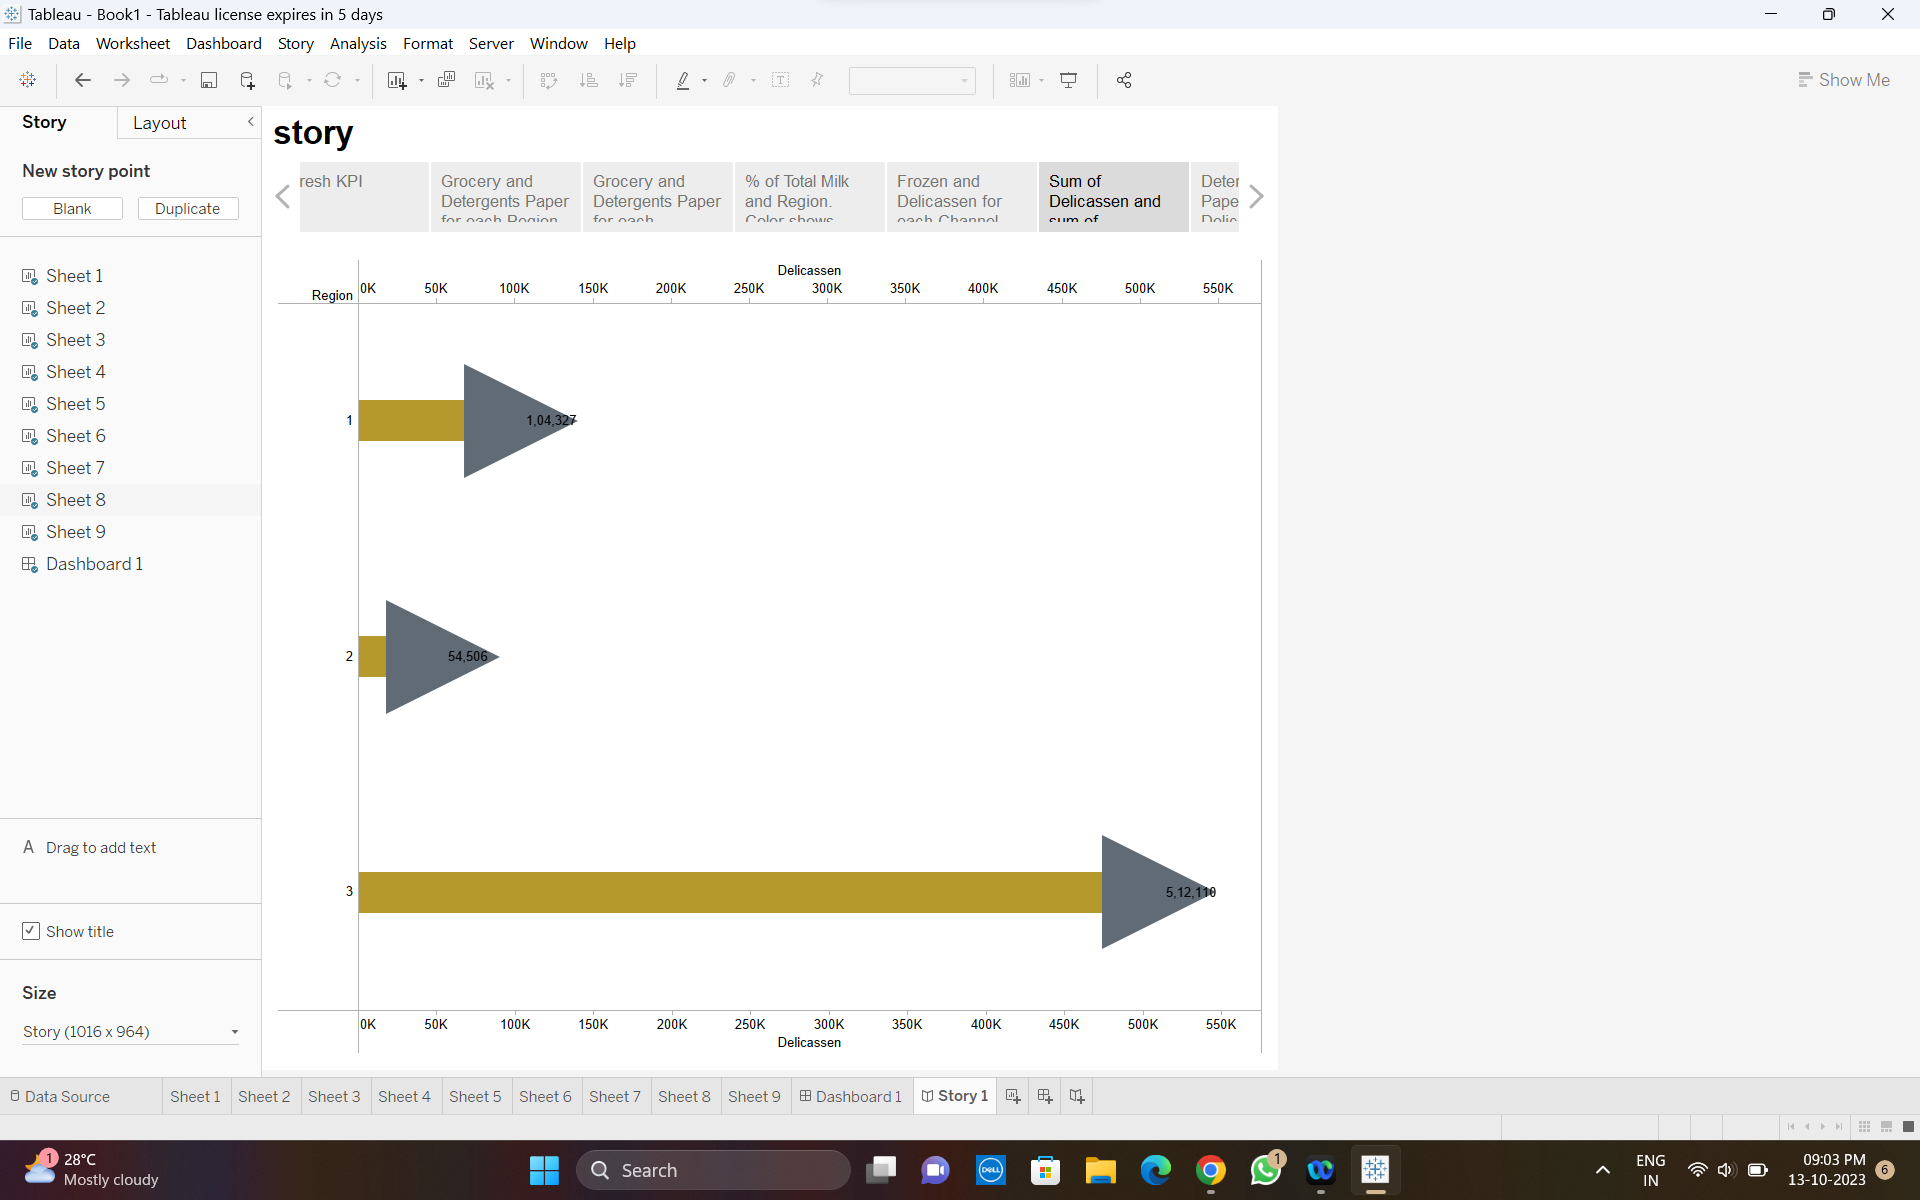 Tableau - Book1 - Tableau license expires in 5 days
File Data Worksheet Dashboard Story Analysis Format Server Window Help
Show Me
Story Layout
New story point
Blank Duplicate
Sheet 1
Sheet 2
Sheet 3
Sheet 4
Sheet 5
Sheet 6
Sheet 7
Sheet 8
Sheet 9
Dashboard 1
A Drag to add text
Show title
Size
Story (1016 x 964)
story
resh KPI
Grocery and
Detergents Paper
for each Region
Grocery and
Detergents Paper
for each
% of Total Milk
and Region.
Color shows
Frozen and
Delicassen for
each Channel
Sum of
Delicassen and
sum of
Deter
Pape
Delic
Delicassen
Region 0K 50K 100K 150K 200K 250K 300K 350K 400K 450K 500K 550K
1 1,04,327
2 54,506
3 5,12,110
0K 50K 100K 150K 200K 250K 300K 350K 400K 450K 500K 550K
Delicassen
Data Source Sheet 1 Sheet 2 Sheet 3 Sheet 4 Sheet 5 Sheet 6 Sheet 7 Sheet 8 Sheet 9 Dashboard 1 Story 1
1 28°C
Mostly cloudy
Search
DELL
1
ENG
IN
09:03 PM
13-10-2023
6